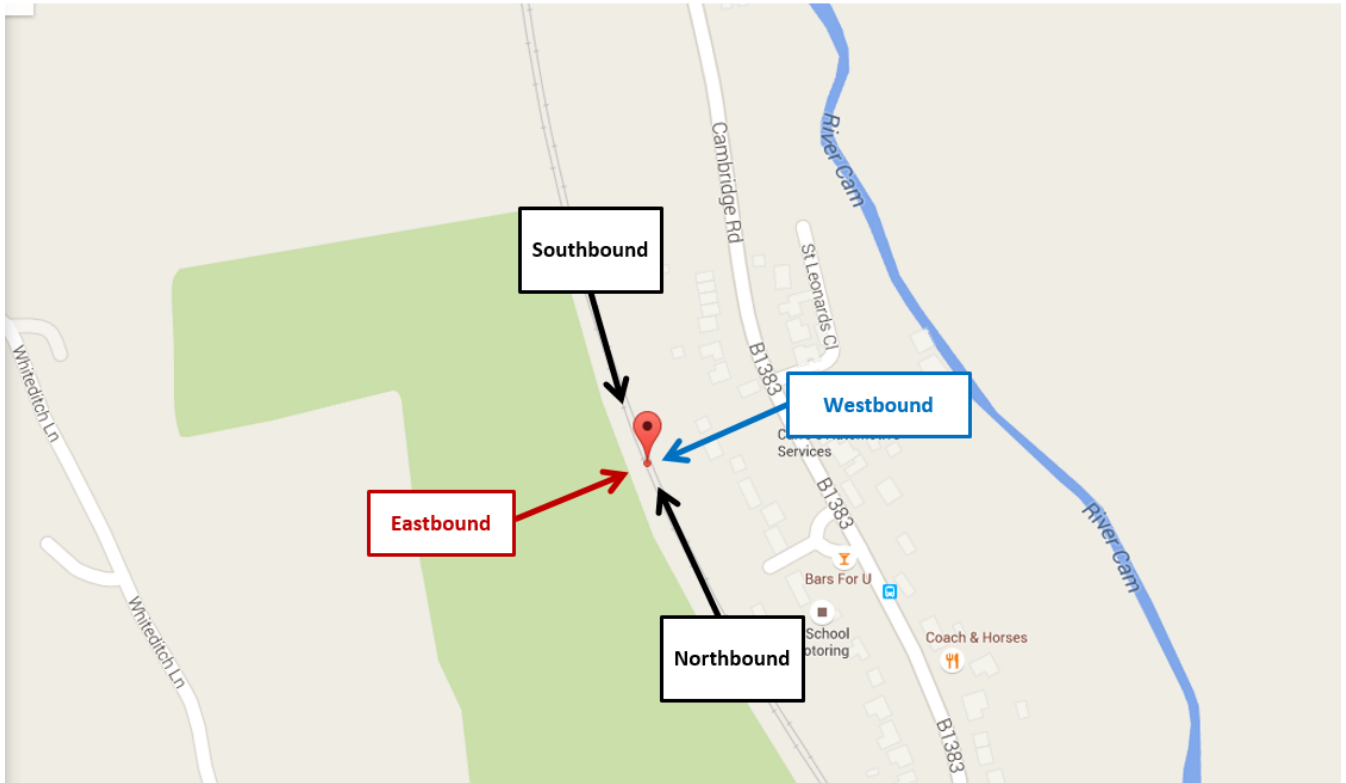 Cambridge Rd
River Cam
St Leonards Cl
Southbound
Whiteditch Ln
B1383
Westbound
Services
Eastbound
B1383
River Cam
Bars For U
School
Coach & Horses
Northbound
Whiteditch Ln
B1383